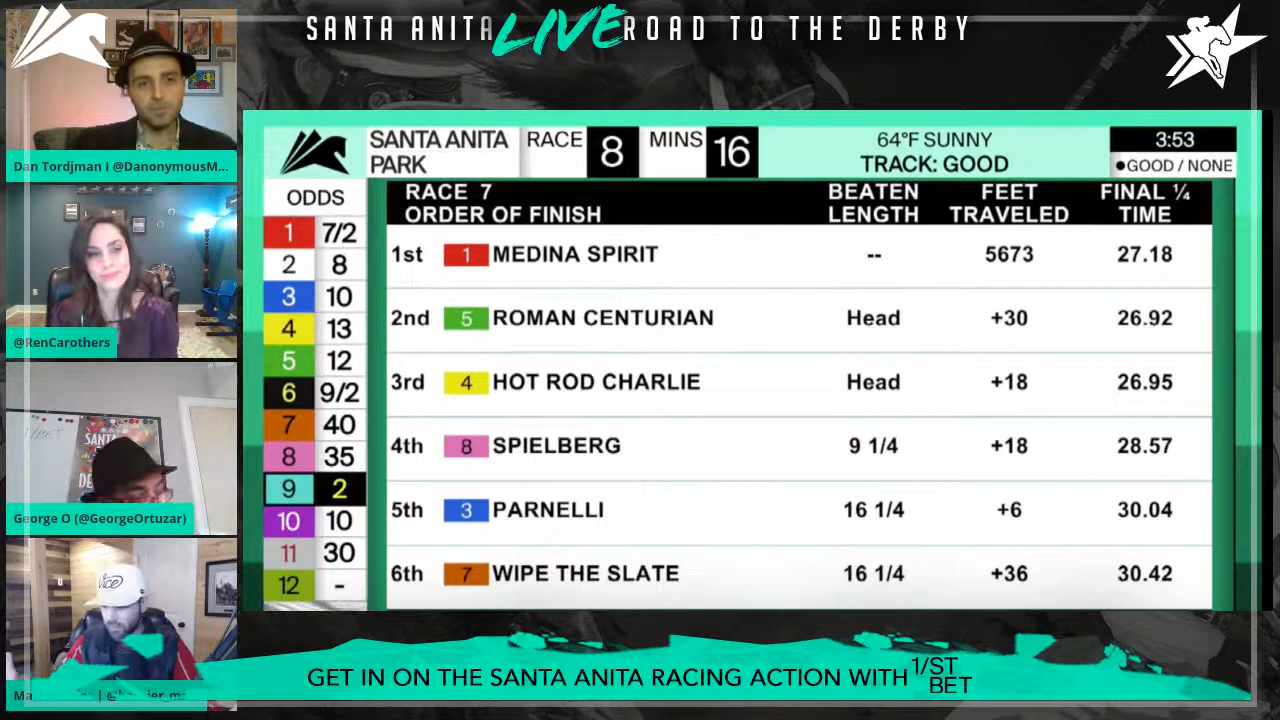 SANTA ANITA LIVE ROAD TO THE DERBY
Dan Tordjman I @DanonymousM...
@RenCarothers
SANTA
George O (@GeorgeOrtuzar)
vice
SANTA ANITA PARK
RACE 8
MINS 16
64°F SUNNY
TRACK: GOOD
3:53
GOOD / NONE
ODDS
1 7/2
2 8
3 10
4 13
5 12
6 9/2
7 40
8 35
9 2
10 10
11 30
12 -
RACE 7 ORDER OF FINISH BEATEN LENGTH FEET TRAVELED FINAL ¼ TIME
1st 1 MEDINA SPIRIT -- 5673 27.18
2nd 5 ROMAN CENTURIAN Head +30 26.92
3rd 4 HOT ROD CHARLIE Head +18 26.95
4th 8 SPIELBERG 9 1/4 +18 28.57
5th 3 PARNELLI 16 1/4 +6 30.04
6th 7 WIPE THE SLATE 16 1/4 +36 30.42
GET IN ON THE SANTA ANITA RACING ACTION WITH 1/ST BET